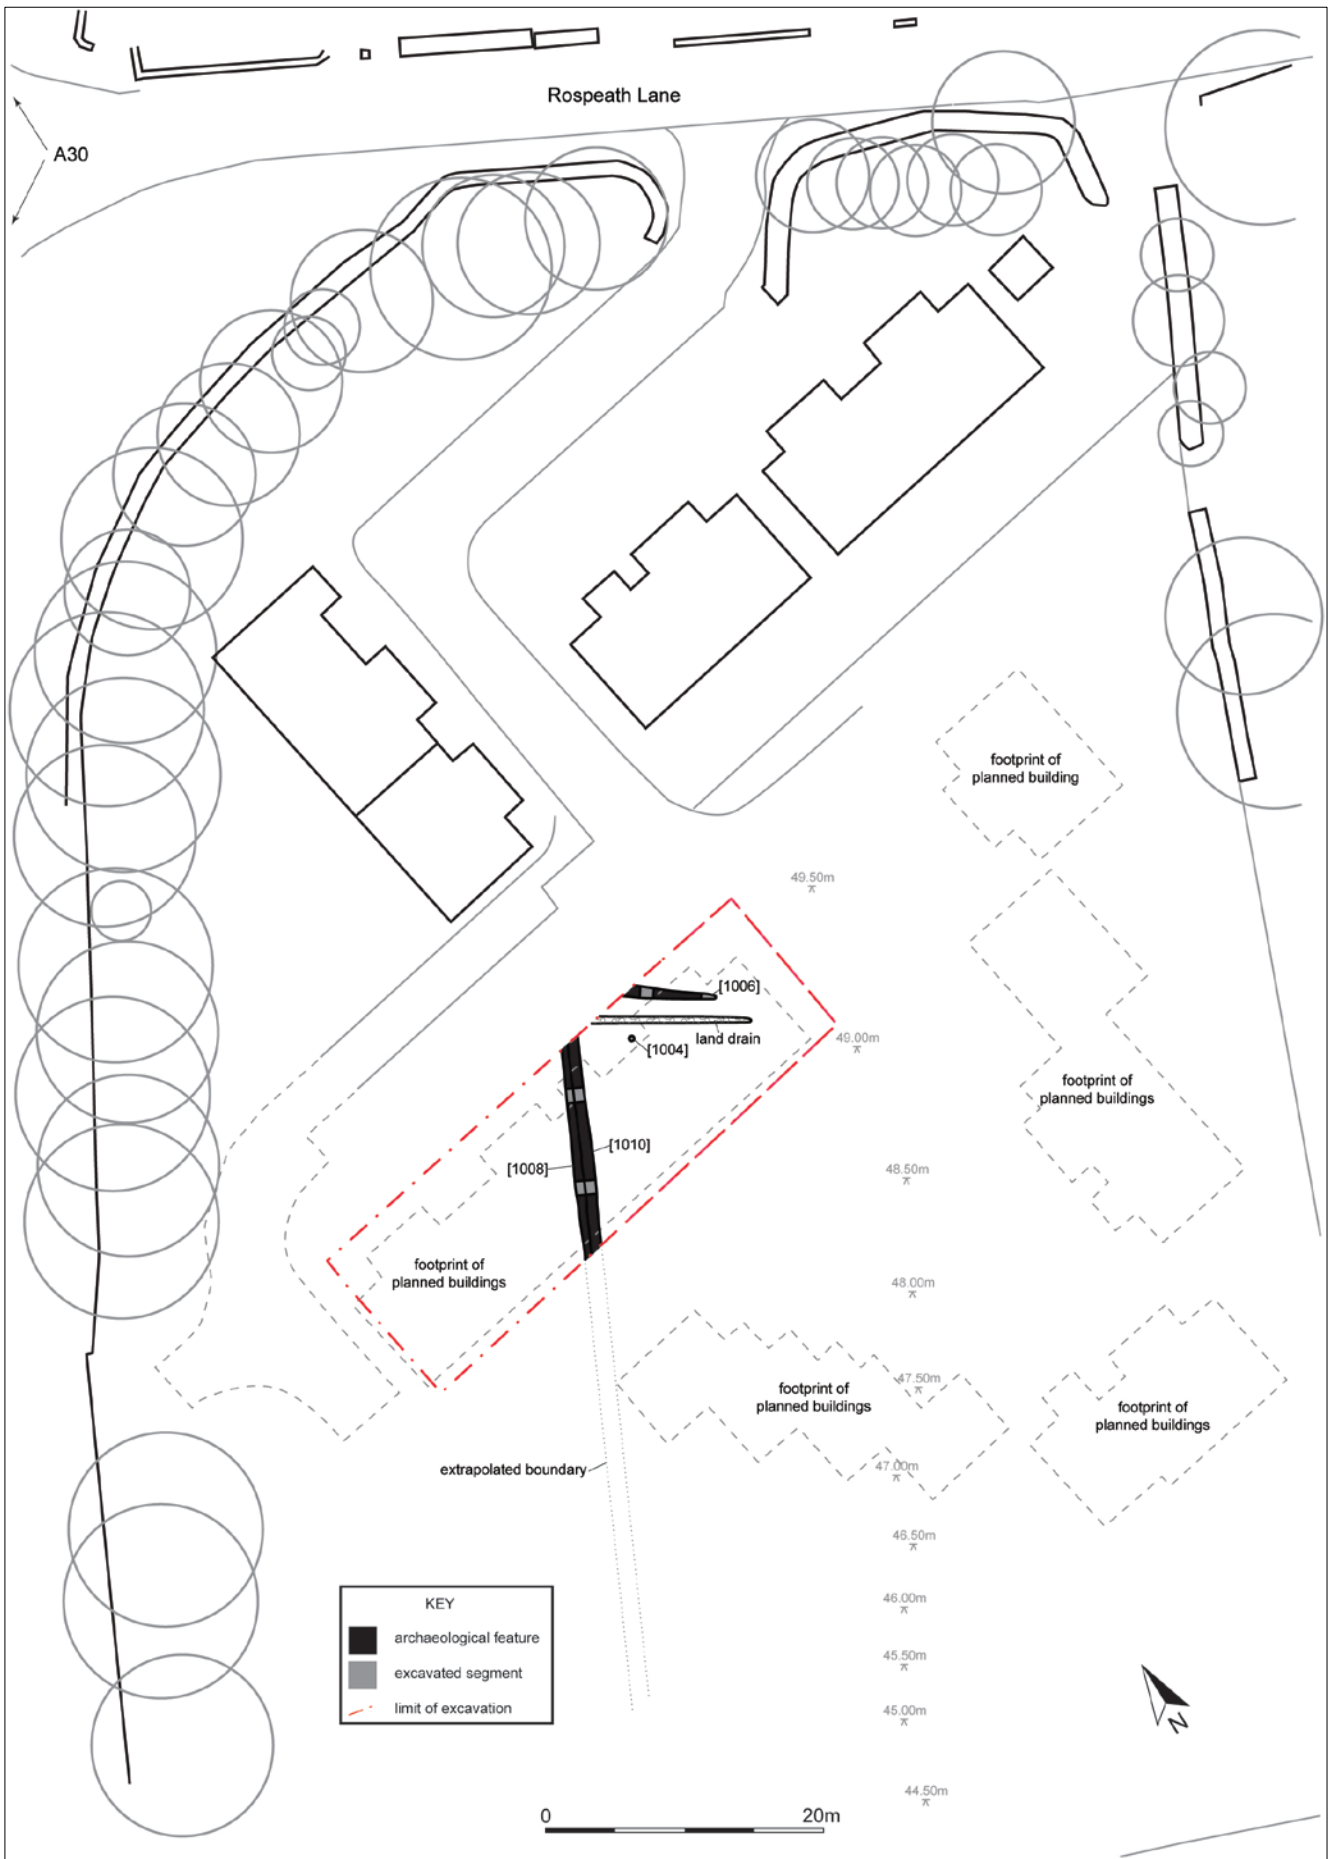 Rospeath Lane
A30
footprint of
planned building
49.50m
[1006]
land drain
[1004]
49.00m
footprint of
planned buildings
[1010]
[1008]
48.50m
footprint of
planned buildings
48.00m
47.50m
footprint of
planned buildings
footprint of
planned buildings
47.00m
extrapolated boundary
46.50m
KEY
archaeological feature
excavated segment
limit of excavation
46.00m
45.50m
45.00m
N
44.50m
0 20m